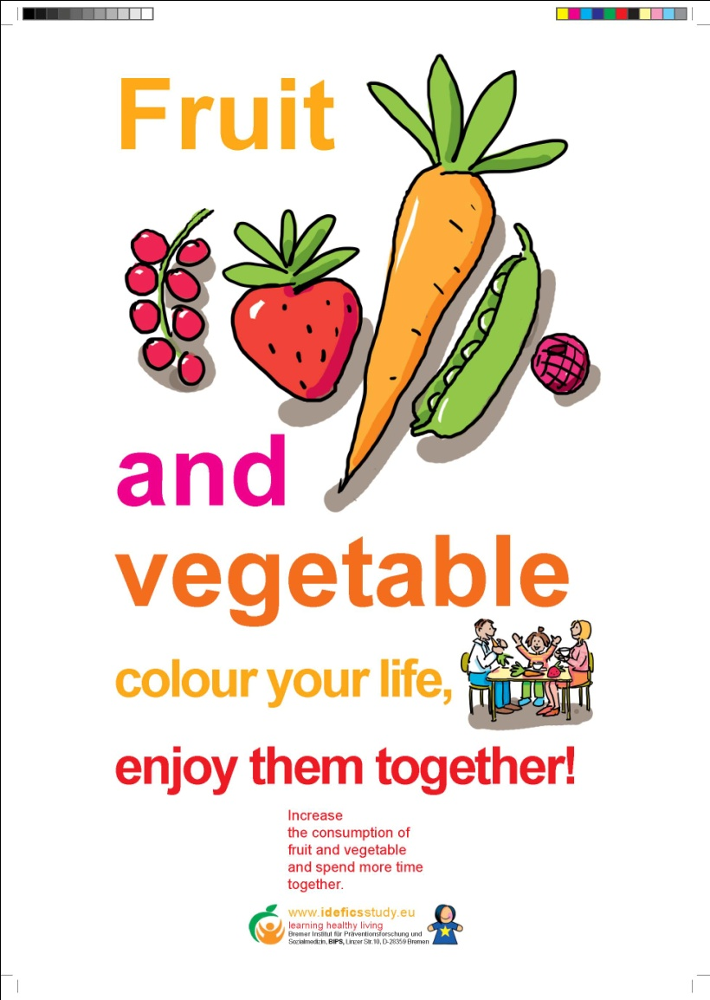 Fruit
and
vegetable
colour your life,
enjoy them together!
Increase
the consumption of
fruit and vegetable
and spend more time
together.
www.ideficsstudy.eu
learning healthy living
Bremer Institut für Präventionsforschung und
Sozialmedizin, BIPS, Linzer Str.10, D-28359 Bremen